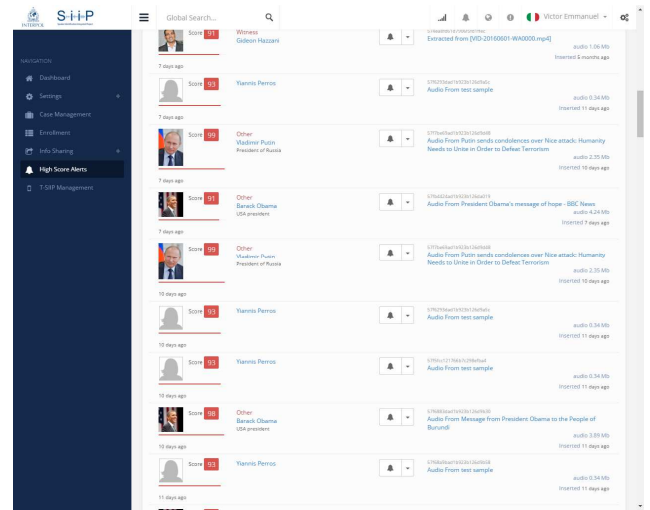 INTERPOL
SiiP
Global Search...
Victor Emmanuel
NAVIGATION
Dashboard
Settings
Case Management
Enrollment
Info Sharing
High Score Alerts
T-SIIP Management
Score 91
Witness
Gideon Hazzani
Extracted from [VID-20160601-WA0000.mp4]
audio 1.06 Mb
Inserted 6 months ago
7 days ago
Score 93
Yiannis Perros
Audio From test sample
audio 0.34 Mb
Inserted 11 days ago
7 days ago
Score 99
Other
Vladimir Putin
President of Russia
Audio From Putin sends condolences over Nice attack: Humanity
Needs to Unite in Order to Defeat Terrorism
audio 2.35 Mb
Inserted 10 days ago
7 days ago
Score 91
Other
Barack Obama
USA president
Audio From President Obama's message of hope - BBC News
audio 4.24 Mb
Inserted 7 days ago
7 days ago
Score 99
Other
Vladimir Putin
President of Russia
Audio From Putin sends condolences over Nice attack: Humanity
Needs to Unite in Order to Defeat Terrorism
audio 2.35 Mb
Inserted 10 days ago
10 days ago
Score 93
Yiannis Perros
Audio From test sample
audio 0.34 Mb
Inserted 11 days ago
10 days ago
Score 93
Yiannis Perros
Audio From test sample
audio 0.34 Mb
Inserted 11 days ago
10 days ago
Score 98
Other
Barack Obama
USA president
Audio From Message from President Obama to the People of
Burundi
audio 3.89 Mb
Inserted 11 days ago
10 days ago
Score 93
Yiannis Perros
Audio From test sample
audio 0.34 Mb
Inserted 11 days ago
11 days ago